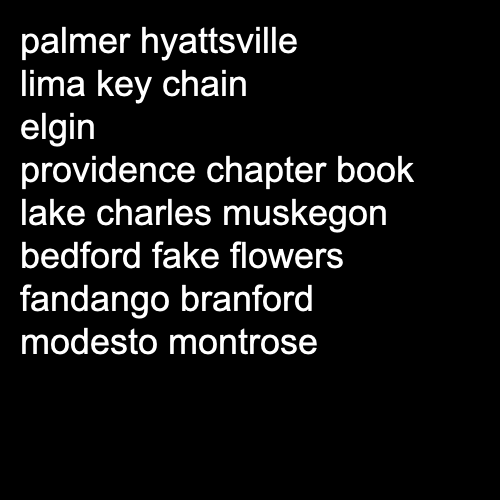 palmer hyattsville
lima key chain
elgin
providence chapter book
lake charles muskegon
bedford fake flowers
fandango branford
modesto montrose